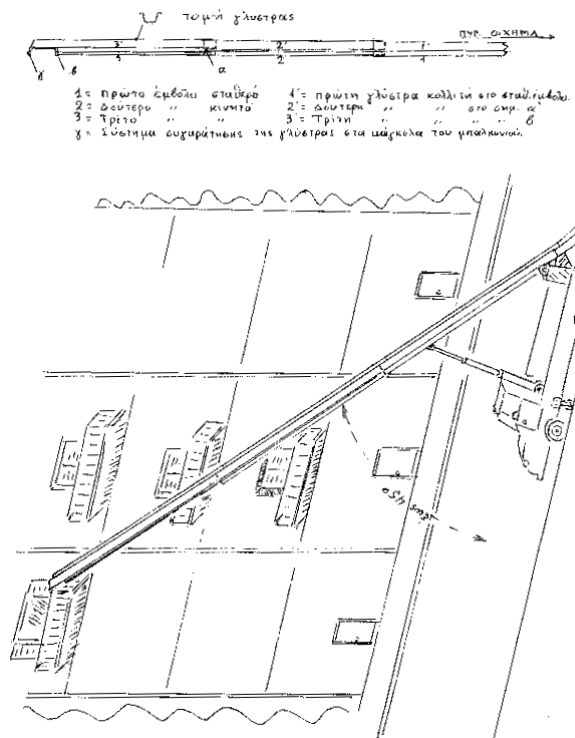 τομή γλύστρας
ΠΥΡ. ΟΧΗΜΑ
3' 2' 1'
3 2 1
γ β α
1 = πρώτο έμβολο σταθερό 1' = πρώτη γλύστρα κολλητή στο σταθ. έμβολο.
2 = Δεύτερο " κινητό 2' = Δεύτερη " " στο σημ. α
3 = Τρίτο " " 3' = Τρίτη " " " " β
γ = Σύστημα συγκράτησης της γλύστρας στα κάγκελα του μπαλκονιού.
έως 45º